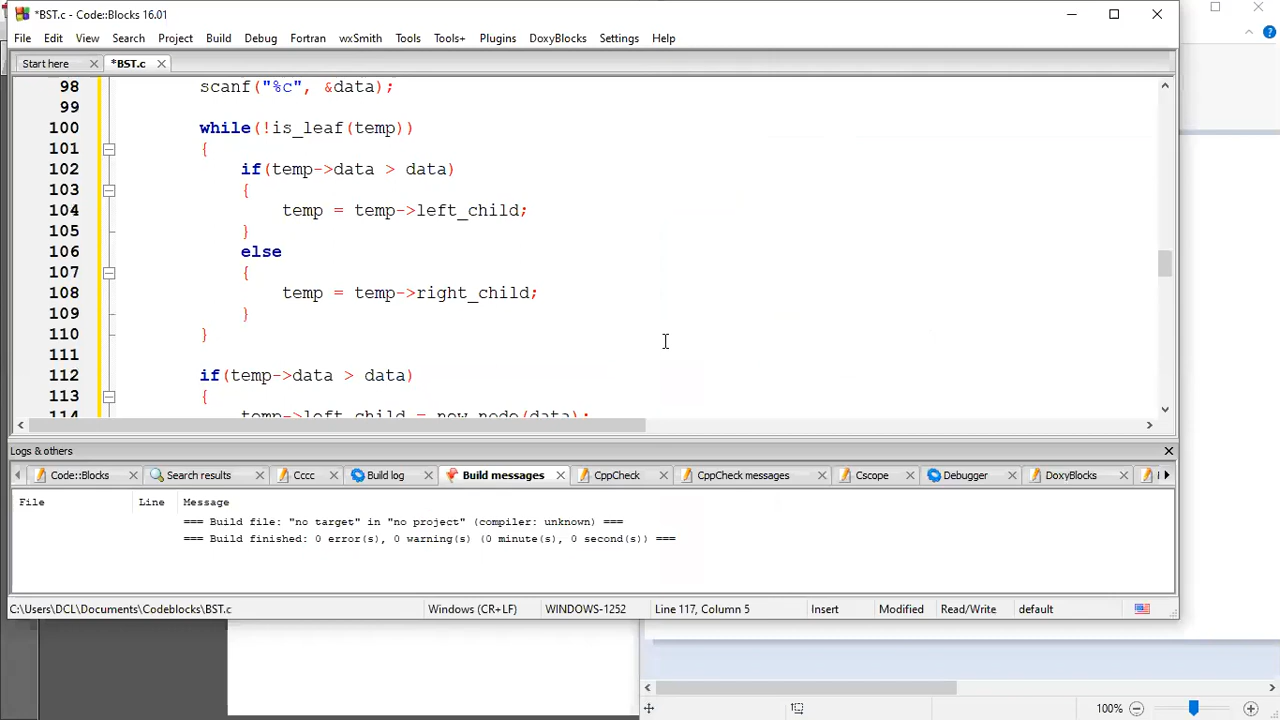 *BST.c - Code::Blocks 16.01
File Edit View Search Project Build Debug Fortran wxSmith Tools Tools+ Plugins DoxyBlocks Settings Help
Start here *BST.c
98 scanf("%c", &data);
99
100 while(!is_leaf(temp))
101 {
102 if(temp->data > data)
103 {
104 temp = temp->left_child;
105 }
106 else
107 {
108 temp = temp->right_child;
109 }
110 }
111
112 if(temp->data > data)
113 {
114 temp->left_child = new_node(data);
Logs & others
Code::Blocks Search results Cccc Build log Build messages CppCheck CppCheck messages Cscope Debugger DoxyBlocks
File Line Message
=== Build file: "no target" in "no project" (compiler: unknown) ===
=== Build finished: 0 error(s), 0 warning(s) (0 minute(s), 0 second(s)) ===
C:\Users\DCL\Documents\Codeblocks\BST.c Windows (CR+LF) WINDOWS-1252 Line 117, Column 5 Insert Modified Read/Write default
100%